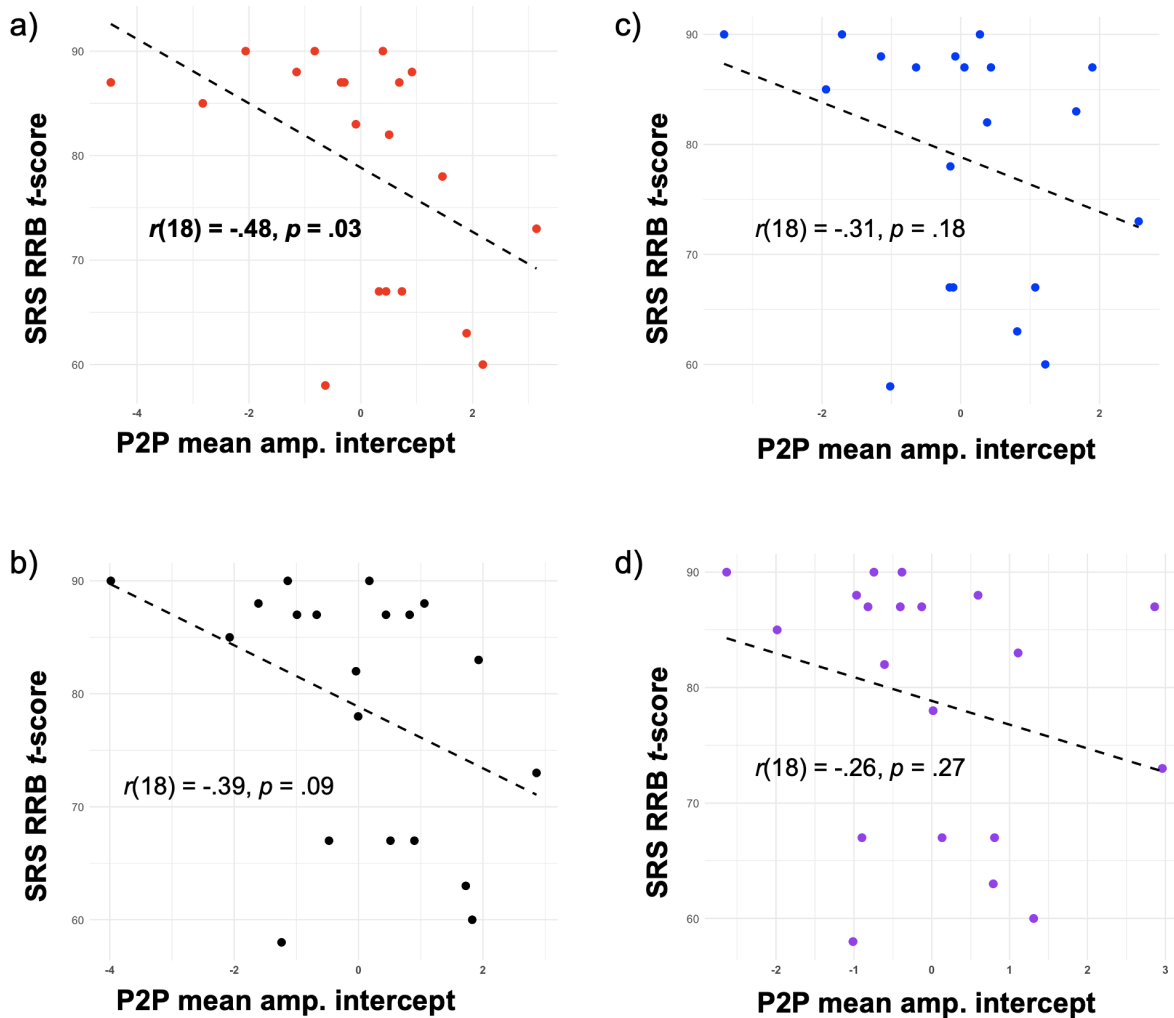 a)
SRS RRB t-score
90
80
70
60
r(18) = -.48, p = .03
-4
-2
0
2
P2P mean amp. intercept
c)
SRS RRB t-score
90
80
70
60
r(18) = -.31, p = .18
-2
0
2
P2P mean amp. intercept
b)
SRS RRB t-score
90
80
70
60
r(18) = -.39, p = .09
-4
-2
0
2
P2P mean amp. intercept
d)
SRS RRB t-score
90
80
70
60
r(18) = -.26, p = .27
-2
-1
0
1
2
3
P2P mean amp. intercept